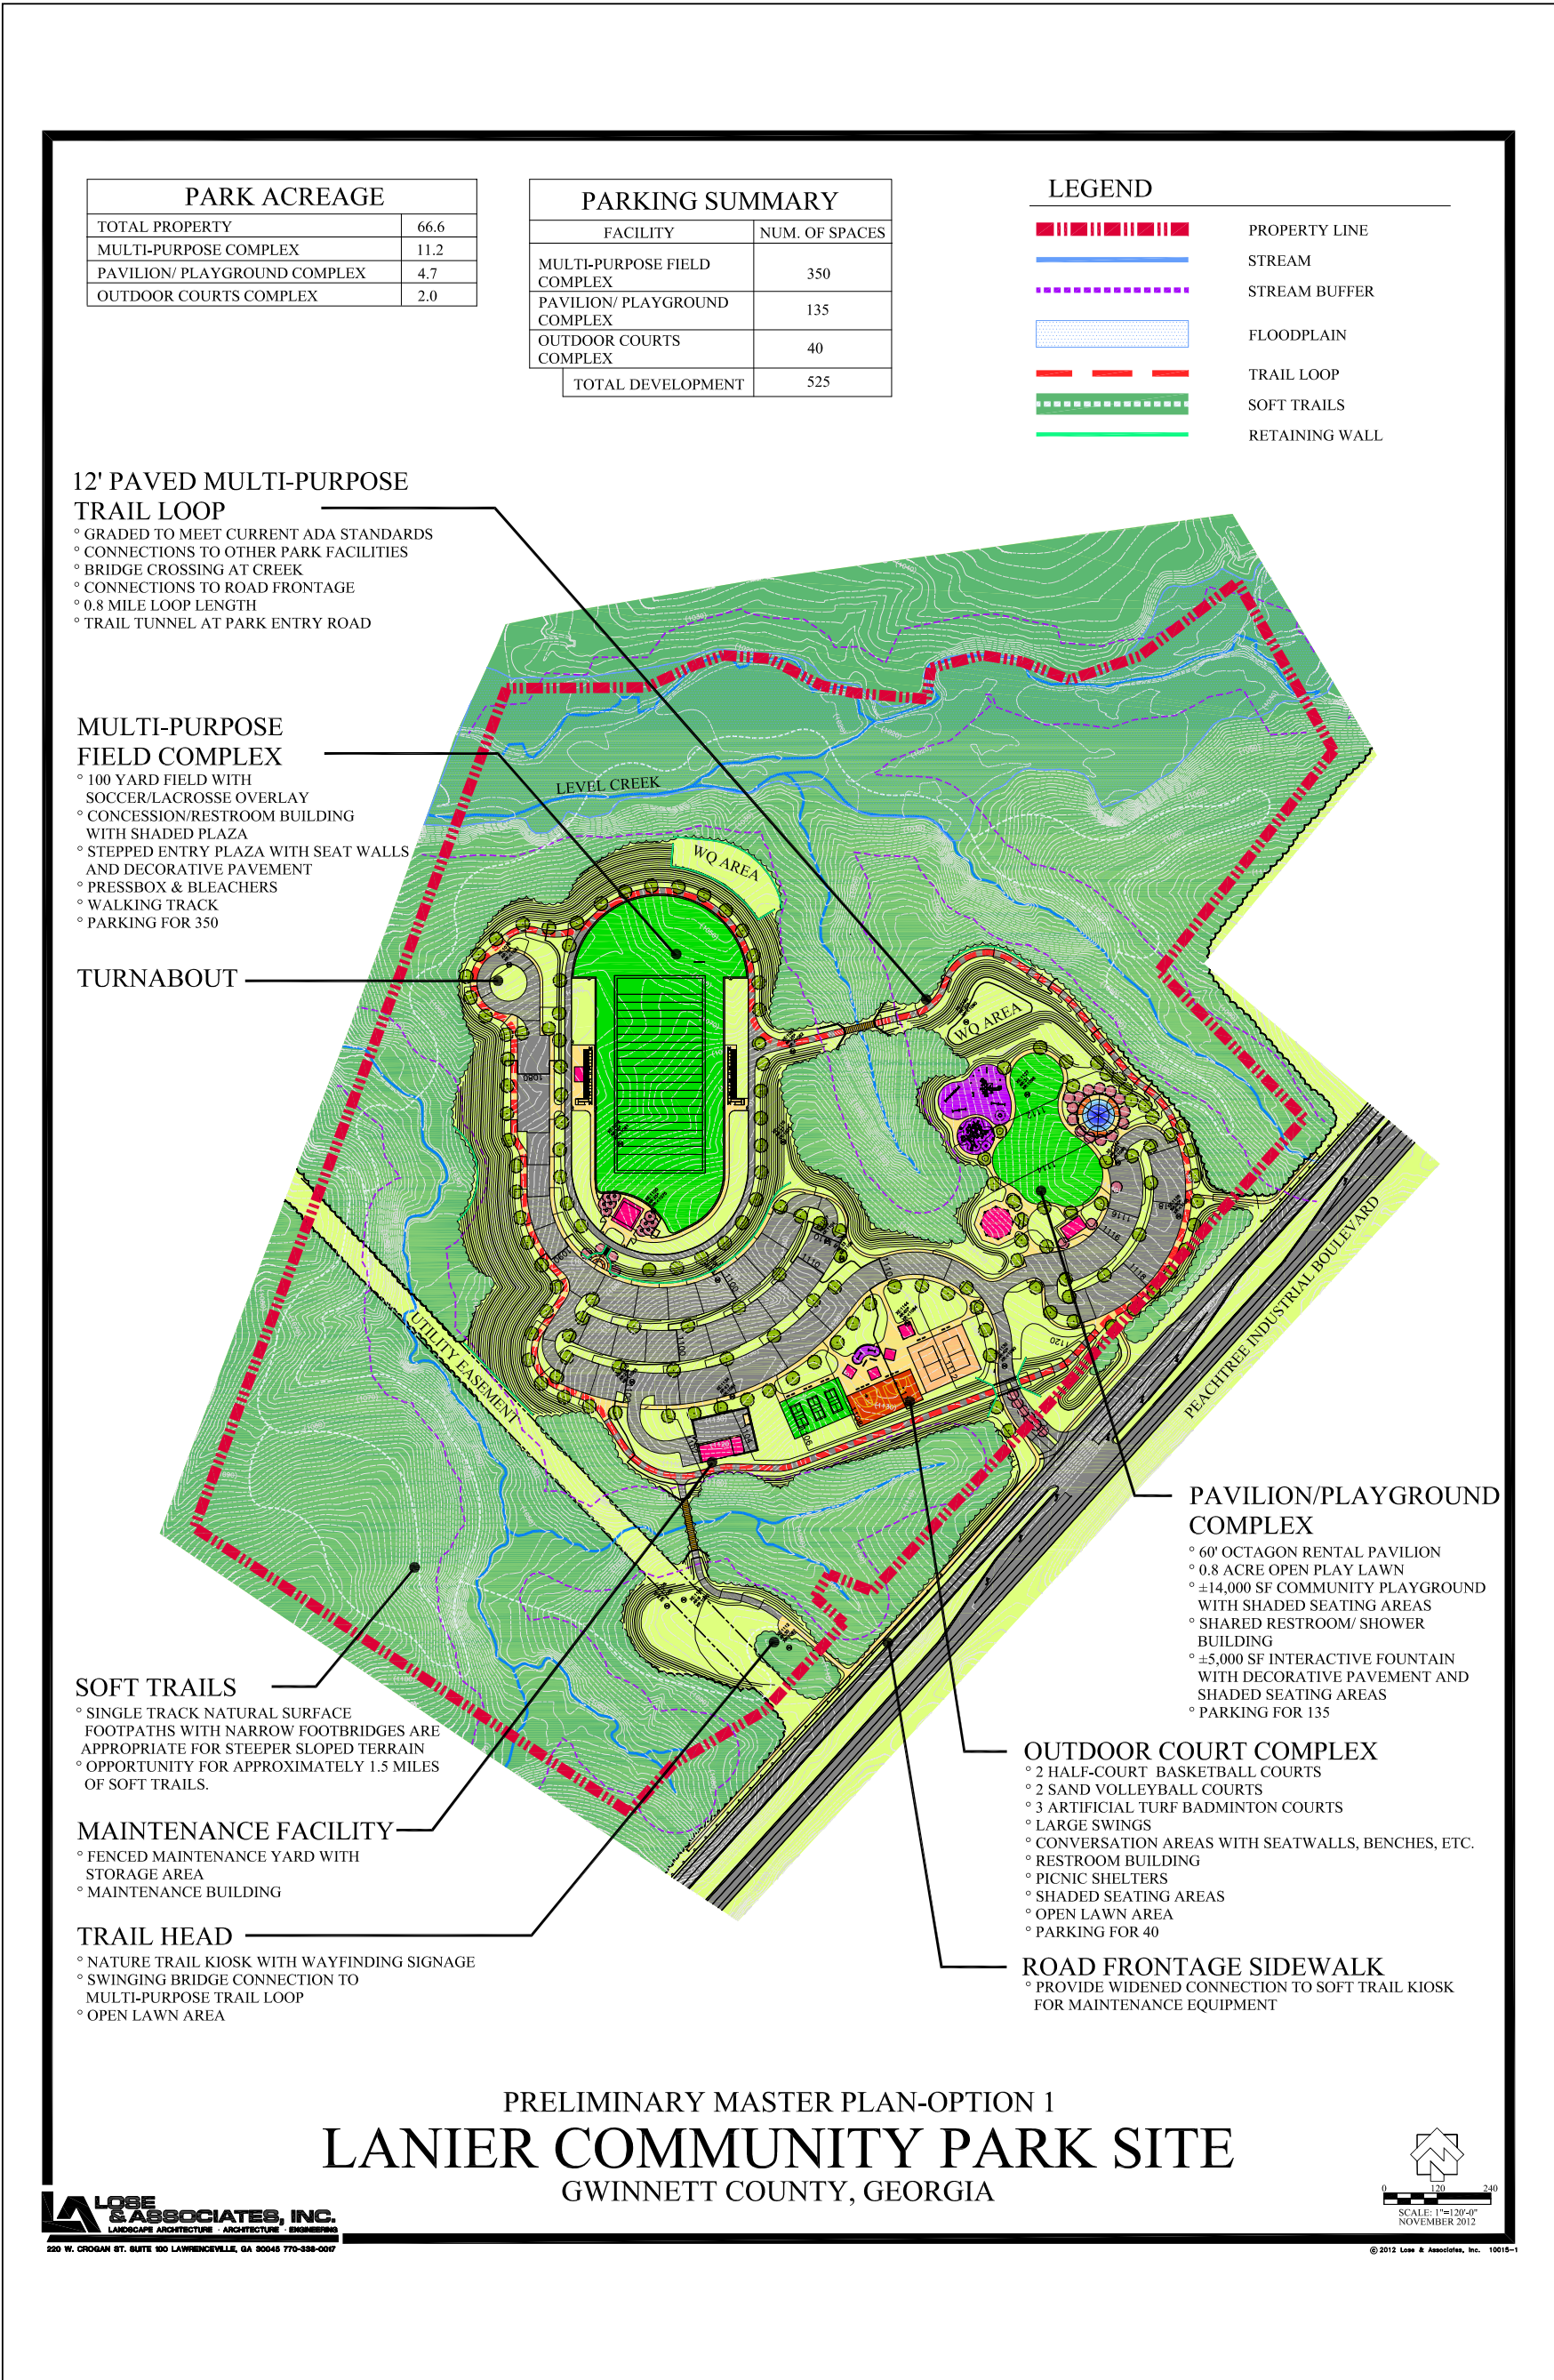 PARK ACREAGE
TOTAL PROPERTY 66.6
MULTI-PURPOSE COMPLEX 11.2
PAVILION/ PLAYGROUND COMPLEX 4.7
OUTDOOR COURTS COMPLEX 2.0
PARKING SUMMARY
FACILITY NUM. OF SPACES
MULTI-PURPOSE FIELD
COMPLEX 350
PAVILION/ PLAYGROUND
COMPLEX 135
OUTDOOR COURTS
COMPLEX 40
TOTAL DEVELOPMENT 525
LEGEND
PROPERTY LINE
STREAM
STREAM BUFFER
FLOODPLAIN
TRAIL LOOP
SOFT TRAILS
RETAINING WALL
12' PAVED MULTI-PURPOSE
TRAIL LOOP
° GRADED TO MEET CURRENT ADA STANDARDS
° CONNECTIONS TO OTHER PARK FACILITIES
° BRIDGE CROSSING AT CREEK
° CONNECTIONS TO ROAD FRONTAGE
° 0.8 MILE LOOP LENGTH
° TRAIL TUNNEL AT PARK ENTRY ROAD
MULTI-PURPOSE
FIELD COMPLEX
° 100 YARD FIELD WITH
SOCCER/LACROSSE OVERLAY
° CONCESSION/RESTROOM BUILDING
WITH SHADED PLAZA
° STEPPED ENTRY PLAZA WITH SEAT WALLS
AND DECORATIVE PAVEMENT
° PRESSBOX & BLEACHERS
° WALKING TRACK
° PARKING FOR 350
TURNABOUT
LEVEL CREEK
WQ AREA
WQ AREA
1080
1112
1114
1116
1116
1118
1110
1100
1100
1120
UTILITY EASEMENT
PEACHTREE INDUSTRIAL BOULEVARD
PAVILION/PLAYGROUND
COMPLEX
° 60' OCTAGON RENTAL PAVILION
° 0.8 ACRE OPEN PLAY LAWN
° ±14,000 SF COMMUNITY PLAYGROUND
WITH SHADED SEATING AREAS
° SHARED RESTROOM/ SHOWER
BUILDING
° ±5,000 SF INTERACTIVE FOUNTAIN
WITH DECORATIVE PAVEMENT AND
SHADED SEATING AREAS
° PARKING FOR 135
SOFT TRAILS
° SINGLE TRACK NATURAL SURFACE
FOOTPATHS WITH NARROW FOOTBRIDGES ARE
APPROPRIATE FOR STEEPER SLOPED TERRAIN
° OPPORTUNITY FOR APPROXIMATELY 1.5 MILES
OF SOFT TRAILS.
OUTDOOR COURT COMPLEX
° 2 HALF-COURT BASKETBALL COURTS
° 2 SAND VOLLEYBALL COURTS
° 3 ARTIFICIAL TURF BADMINTON COURTS
° LARGE SWINGS
° CONVERSATION AREAS WITH SEATWALLS, BENCHES, ETC.
° RESTROOM BUILDING
° PICNIC SHELTERS
° SHADED SEATING AREAS
° OPEN LAWN AREA
° PARKING FOR 40
MAINTENANCE FACILITY
° FENCED MAINTENANCE YARD WITH
STORAGE AREA
° MAINTENANCE BUILDING
TRAIL HEAD
° NATURE TRAIL KIOSK WITH WAYFINDING SIGNAGE
° SWINGING BRIDGE CONNECTION TO
MULTI-PURPOSE TRAIL LOOP
° OPEN LAWN AREA
ROAD FRONTAGE SIDEWALK
° PROVIDE WIDENED CONNECTION TO SOFT TRAIL KIOSK
FOR MAINTENANCE EQUIPMENT
PRELIMINARY MASTER PLAN-OPTION 1
LANIER COMMUNITY PARK SITE
GWINNETT COUNTY, GEORGIA
N
0 120 240
SCALE: 1"=120'-0"
NOVEMBER 2012
LA LOSE
& ASSOCIATES, INC.
LANDSCAPE ARCHITECTURE · ARCHITECTURE · ENGINEERING
220 W. CROGAN ST. SUITE 100 LAWRENCEVILLE, GA 30045 770-338-0017
© 2012 Lose & Associates, Inc. 10015-1